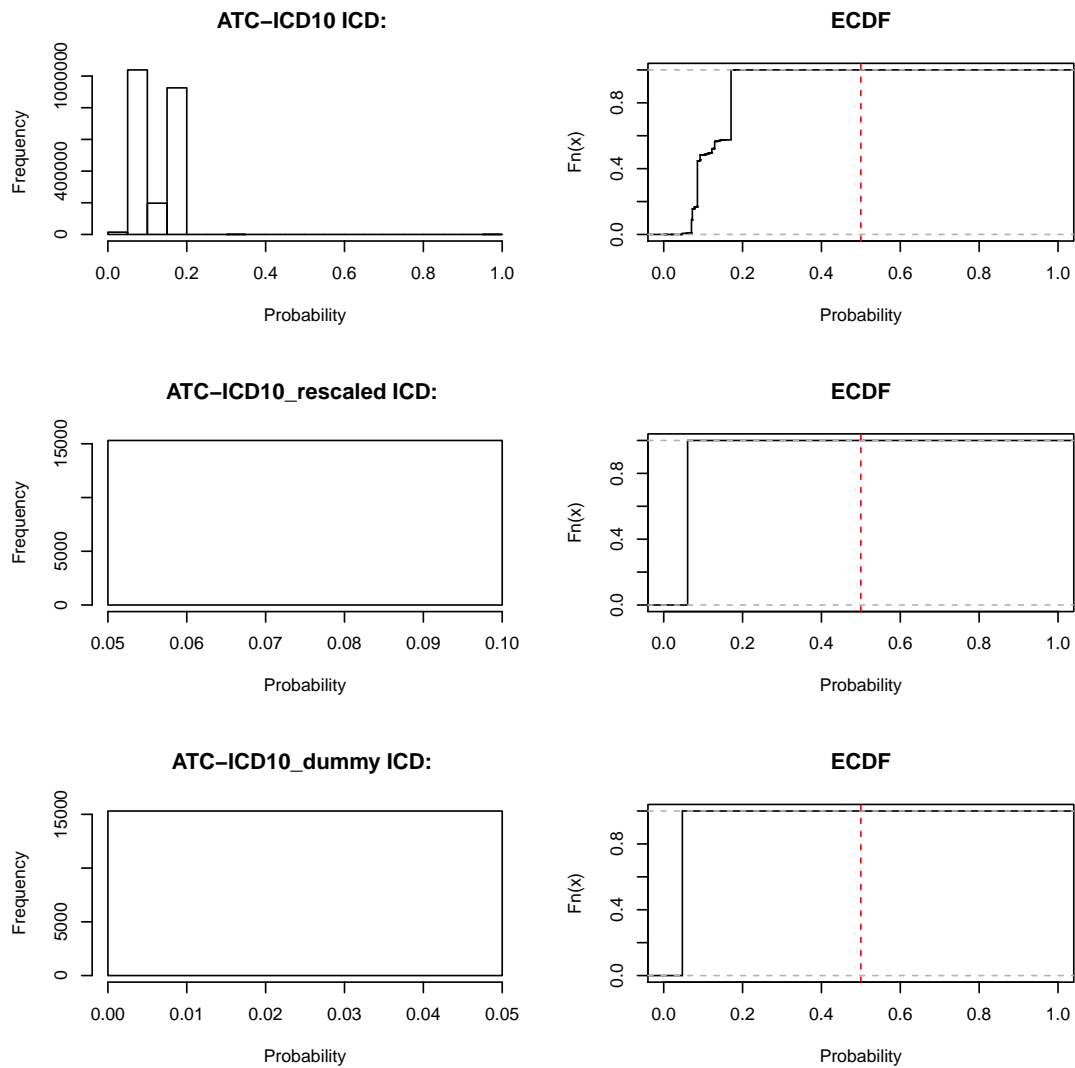 ATC−ICD10 ICD:
Frequency
0 400000 1000000
0.0 0.2 0.4 0.6 0.8 1.0
Probability
ECDF
Fn(x)
0.0 0.4 0.8
0.0 0.2 0.4 0.6 0.8 1.0
Probability
ATC−ICD10_rescaled ICD:
Frequency
0 5000 15000
0.05 0.06 0.07 0.08 0.09 0.10
Probability
ECDF
Fn(x)
0.0 0.4 0.8
0.0 0.2 0.4 0.6 0.8 1.0
Probability
ATC−ICD10_dummy ICD:
Frequency
0 5000 15000
0.00 0.01 0.02 0.03 0.04 0.05
Probability
ECDF
Fn(x)
0.0 0.4 0.8
0.0 0.2 0.4 0.6 0.8 1.0
Probability